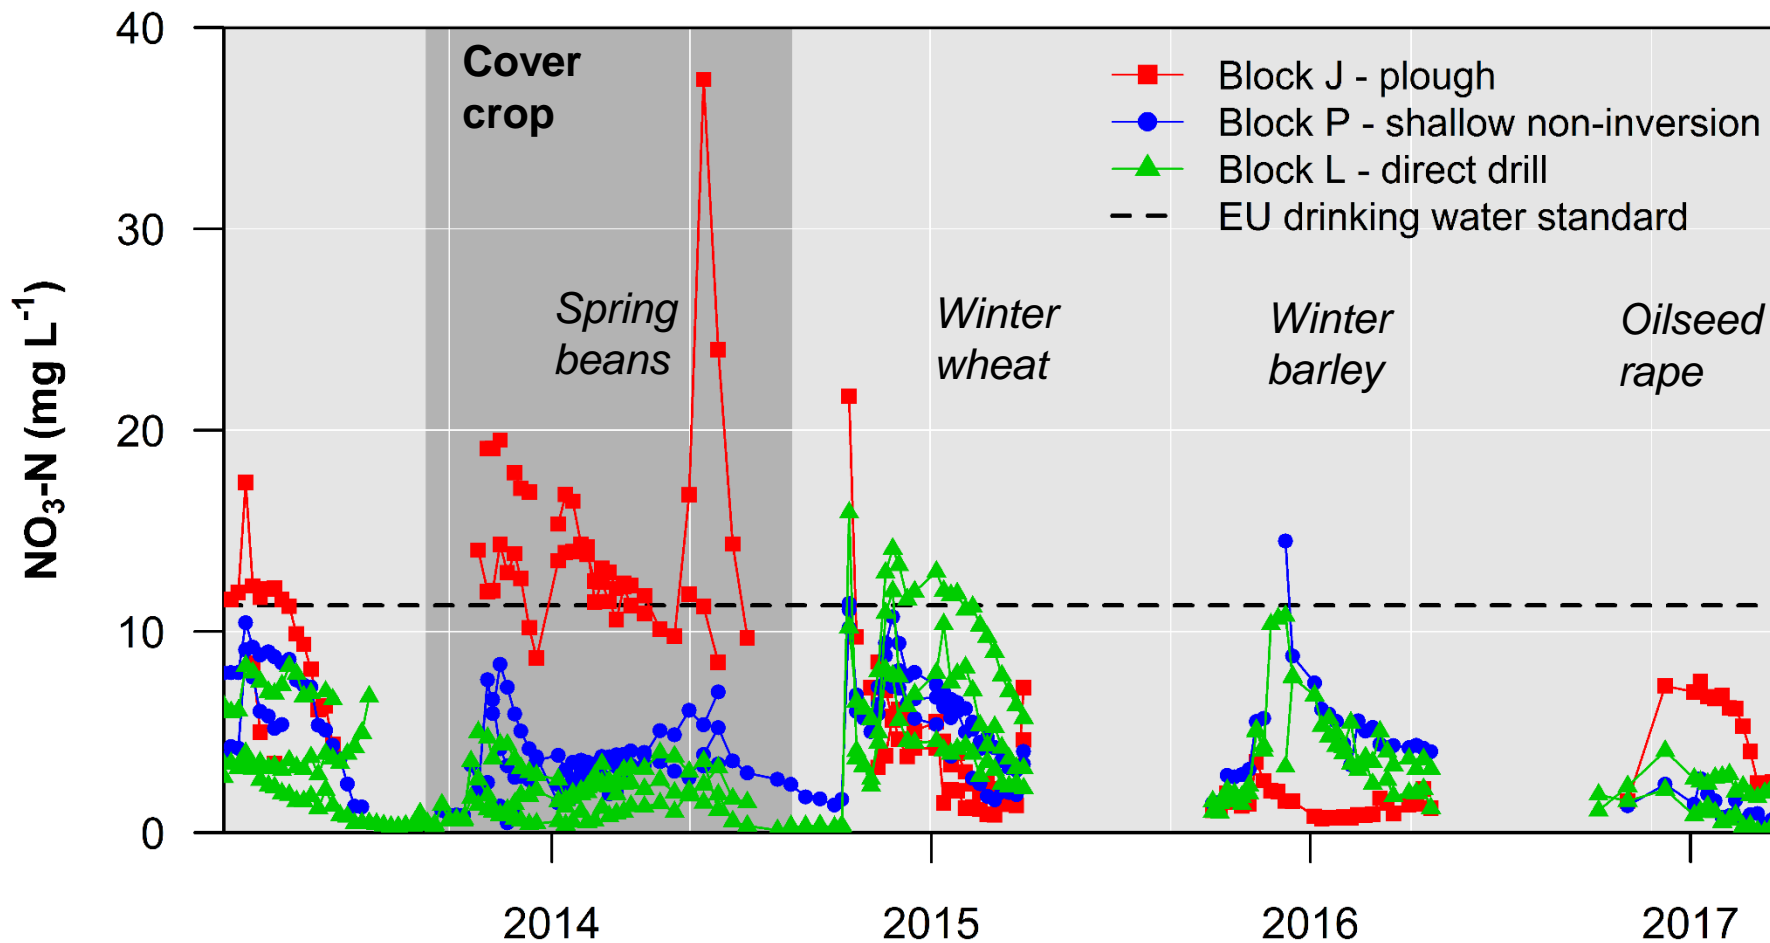 40
30
20
10
0
NO₃-N (mg L⁻¹)
Cover
crop
Block J - plough
Block P - shallow non-inversion
Block L - direct drill
EU drinking water standard
Spring
beans
Winter
wheat
Winter
barley
Oilseed
rape
2014
2015
2016
2017